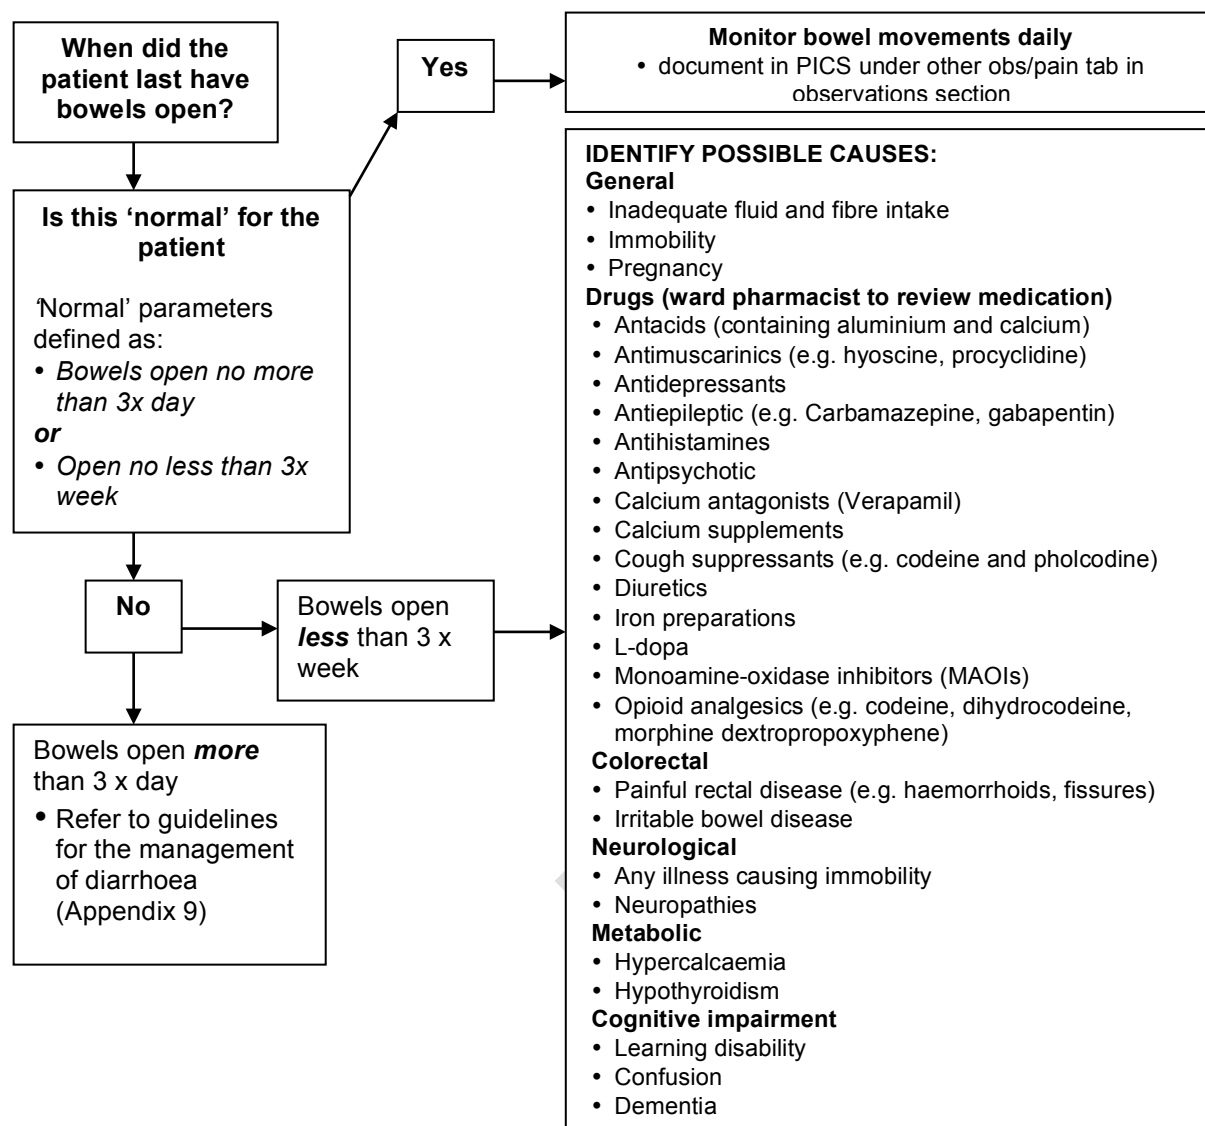 When did the
patient last have
bowels open?
Yes
Monitor bowel movements daily
• document in PICS under other obs/pain tab in
observations section
Is this ‘normal’ for the
patient
‘Normal’ parameters
defined as:
• Bowels open no more
than 3x day
or
• Open no less than 3x
week
No
Bowels open
less than 3 x
week
Bowels open more
than 3 x day
• Refer to guidelines
for the management
of diarrhoea
(Appendix 9)
IDENTIFY POSSIBLE CAUSES:
General
• Inadequate fluid and fibre intake
• Immobility
• Pregnancy
Drugs (ward pharmacist to review medication)
• Antacids (containing aluminium and calcium)
• Antimuscarinics (e.g. hyoscine, procyclidine)
• Antidepressants
• Antiepileptic (e.g. Carbamazepine, gabapentin)
• Antihistamines
• Antipsychotic
• Calcium antagonists (Verapamil)
• Calcium supplements
• Cough suppressants (e.g. codeine and pholcodine)
• Diuretics
• Iron preparations
• L-dopa
• Monoamine-oxidase inhibitors (MAOIs)
• Opioid analgesics (e.g. codeine, dihydrocodeine,
morphine dextropropoxyphene)
Colorectal
• Painful rectal disease (e.g. haemorrhoids, fissures)
• Irritable bowel disease
Neurological
• Any illness causing immobility
• Neuropathies
Metabolic
• Hypercalcaemia
• Hypothyroidism
Cognitive impairment
• Learning disability
• Confusion
• Dementia